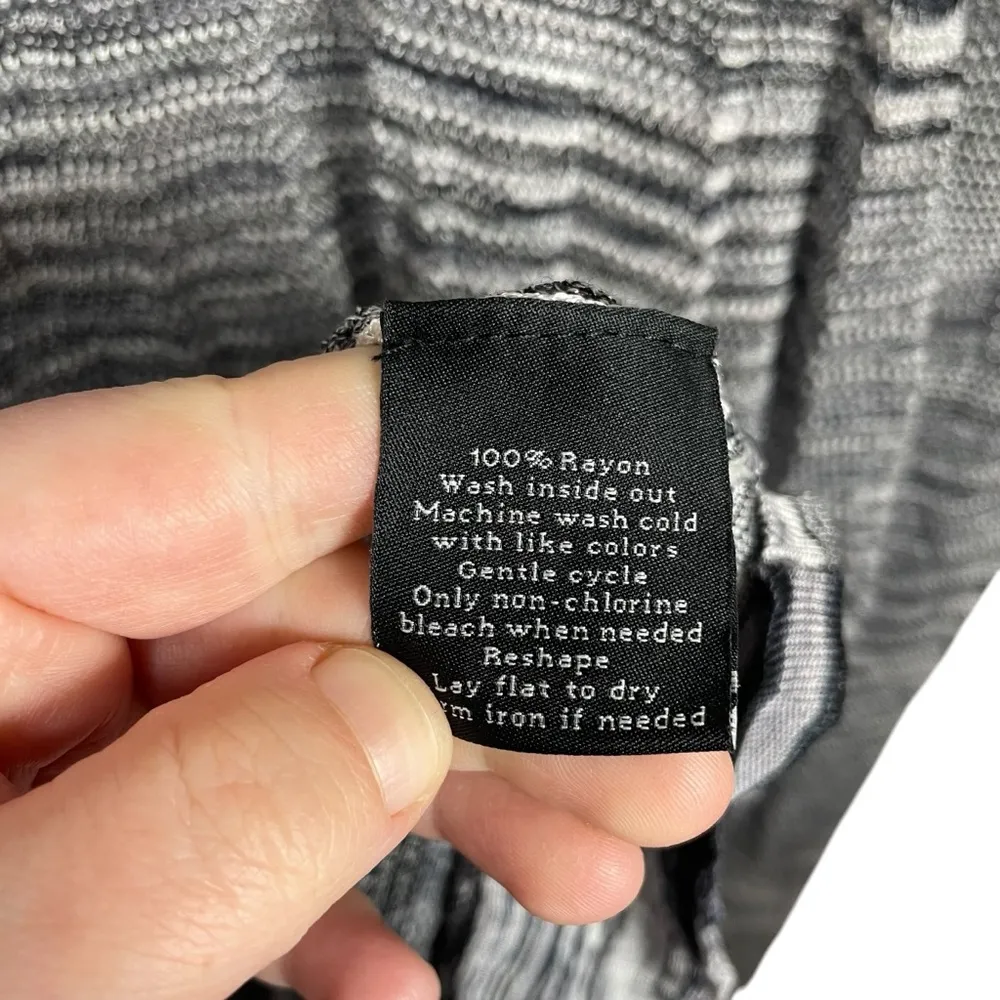 100% Rayon
Wash inside out
Machine wash cold
with like colors
Gentle cycle
Only non-chlorine
bleach when needed
Reshape
Lay flat to dry
iron if needed